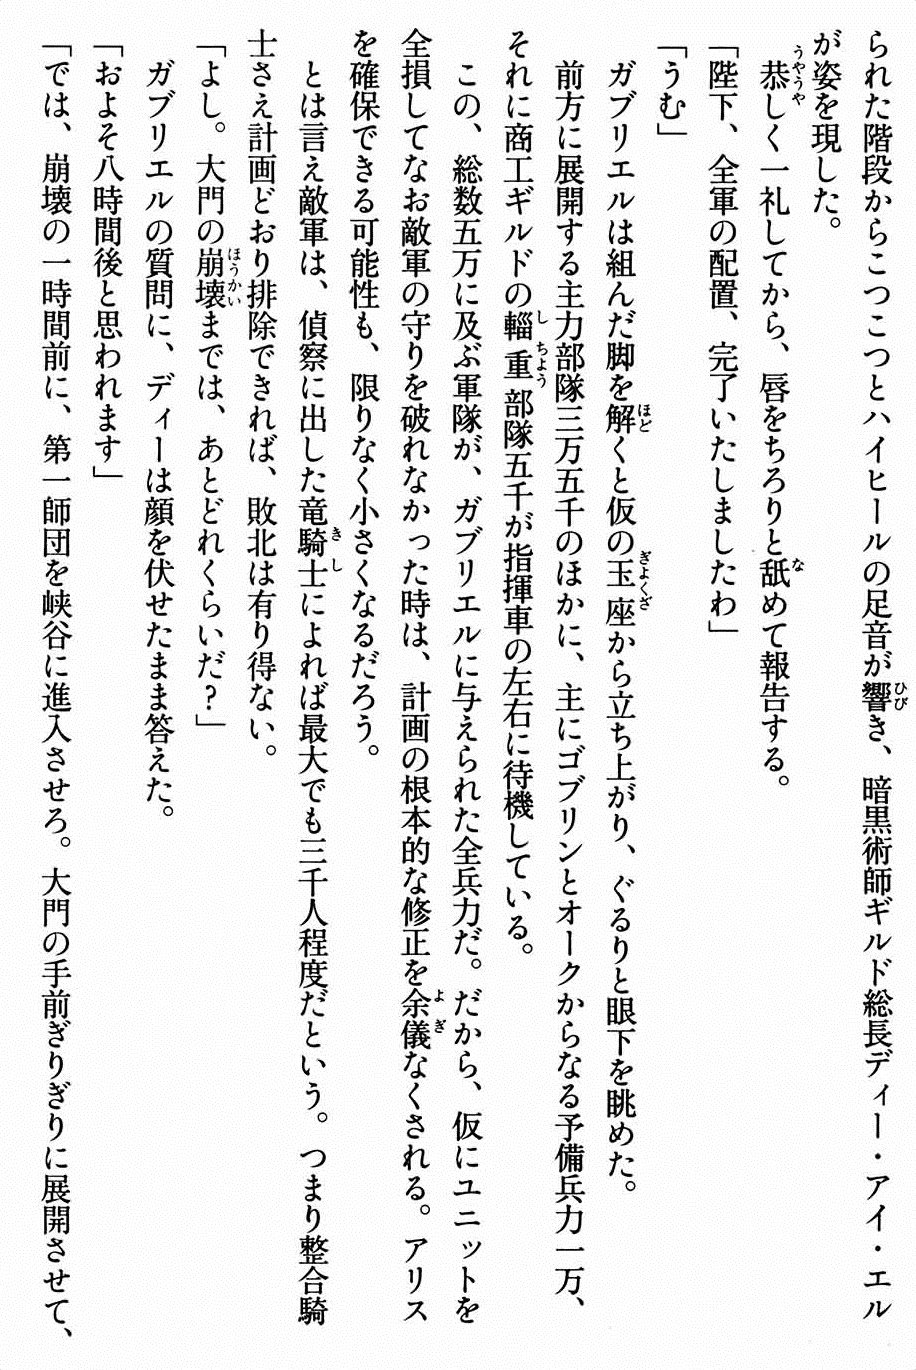 られた階段からこつこつとハイヒールの足音が響き、暗黒術師ギルド総長ディー・アイ・エル
が姿を現した。
恭しく一礼してから、唇をちろりと舐めて報告する。
「陛下、全軍の配置、完了いたしましたわ」
「うむ」
ガブリエルは組んだ脚を解くと仮の玉座から立ち上がり、ぐるりと眼下を眺めた。
前方に展開する主力部隊三万五千のほかに、主にゴブリンとオークからなる予備兵力一万、
それに商工ギルドの輜重部隊五千が指揮車の左右に待機している。
この、総数五万に及ぶ軍隊が、ガブリエルに与えられた全兵力だ。だから、仮にユニットを
全損してなお敵軍の守りを破れなかった時は、計画の根本的な修正を余儀なくされる。アリス
を確保できる可能性も、限りなく小さくなるだろう。
とは言え敵軍は、偵察に出した竜騎士によれば最大でも三千人程度だという。つまり整合騎
士さえ計画どおり排除できれば、敗北は有り得ない。
「よし。大門の崩壊までは、あとどれくらいだ?」
ガブリエルの質問に、ディーは顔を伏せたまま答えた。
「およそ八時間後と思われます」
「では、崩壊の一時間前に、第一師団を峡谷に進入させろ。大門の手前ぎりぎりに展開させて、